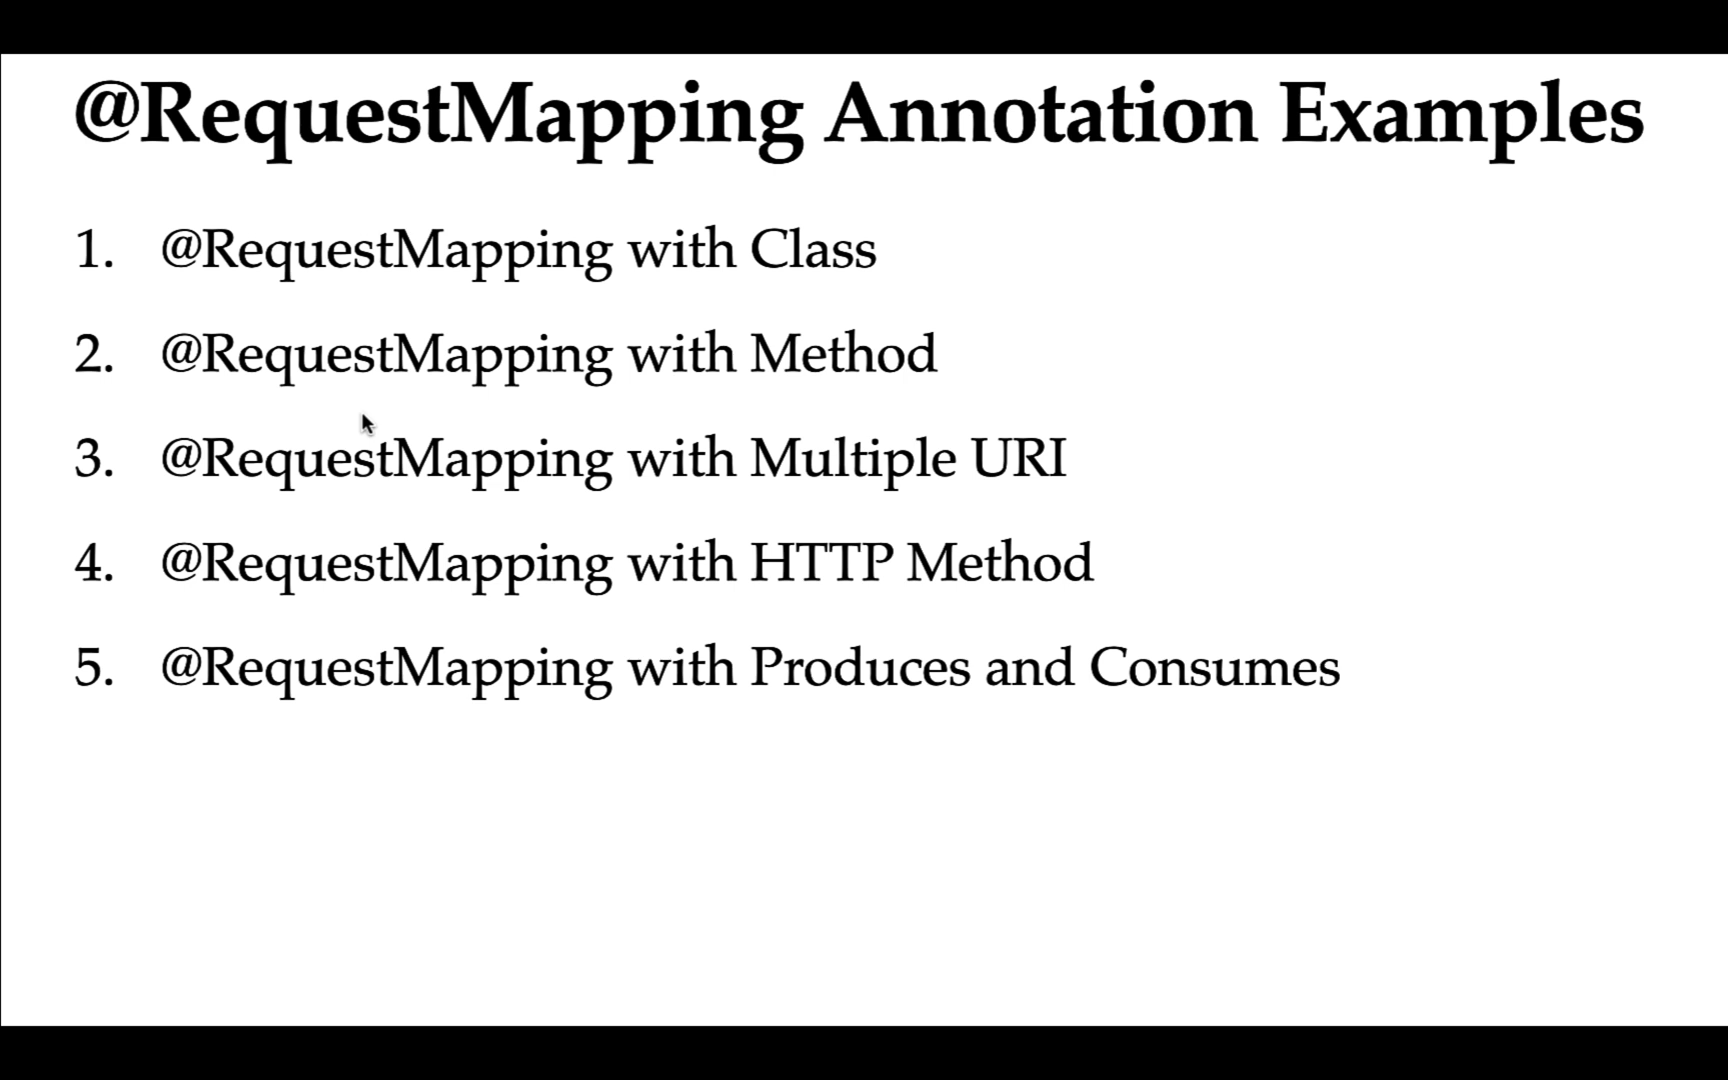 @RequestMapping Annotation Examples
1. @RequestMapping with Class
2. @RequestMapping with Method
3. @RequestMapping with Multiple URI
4. @RequestMapping with HTTP Method
5. @RequestMapping with Produces and Consumes